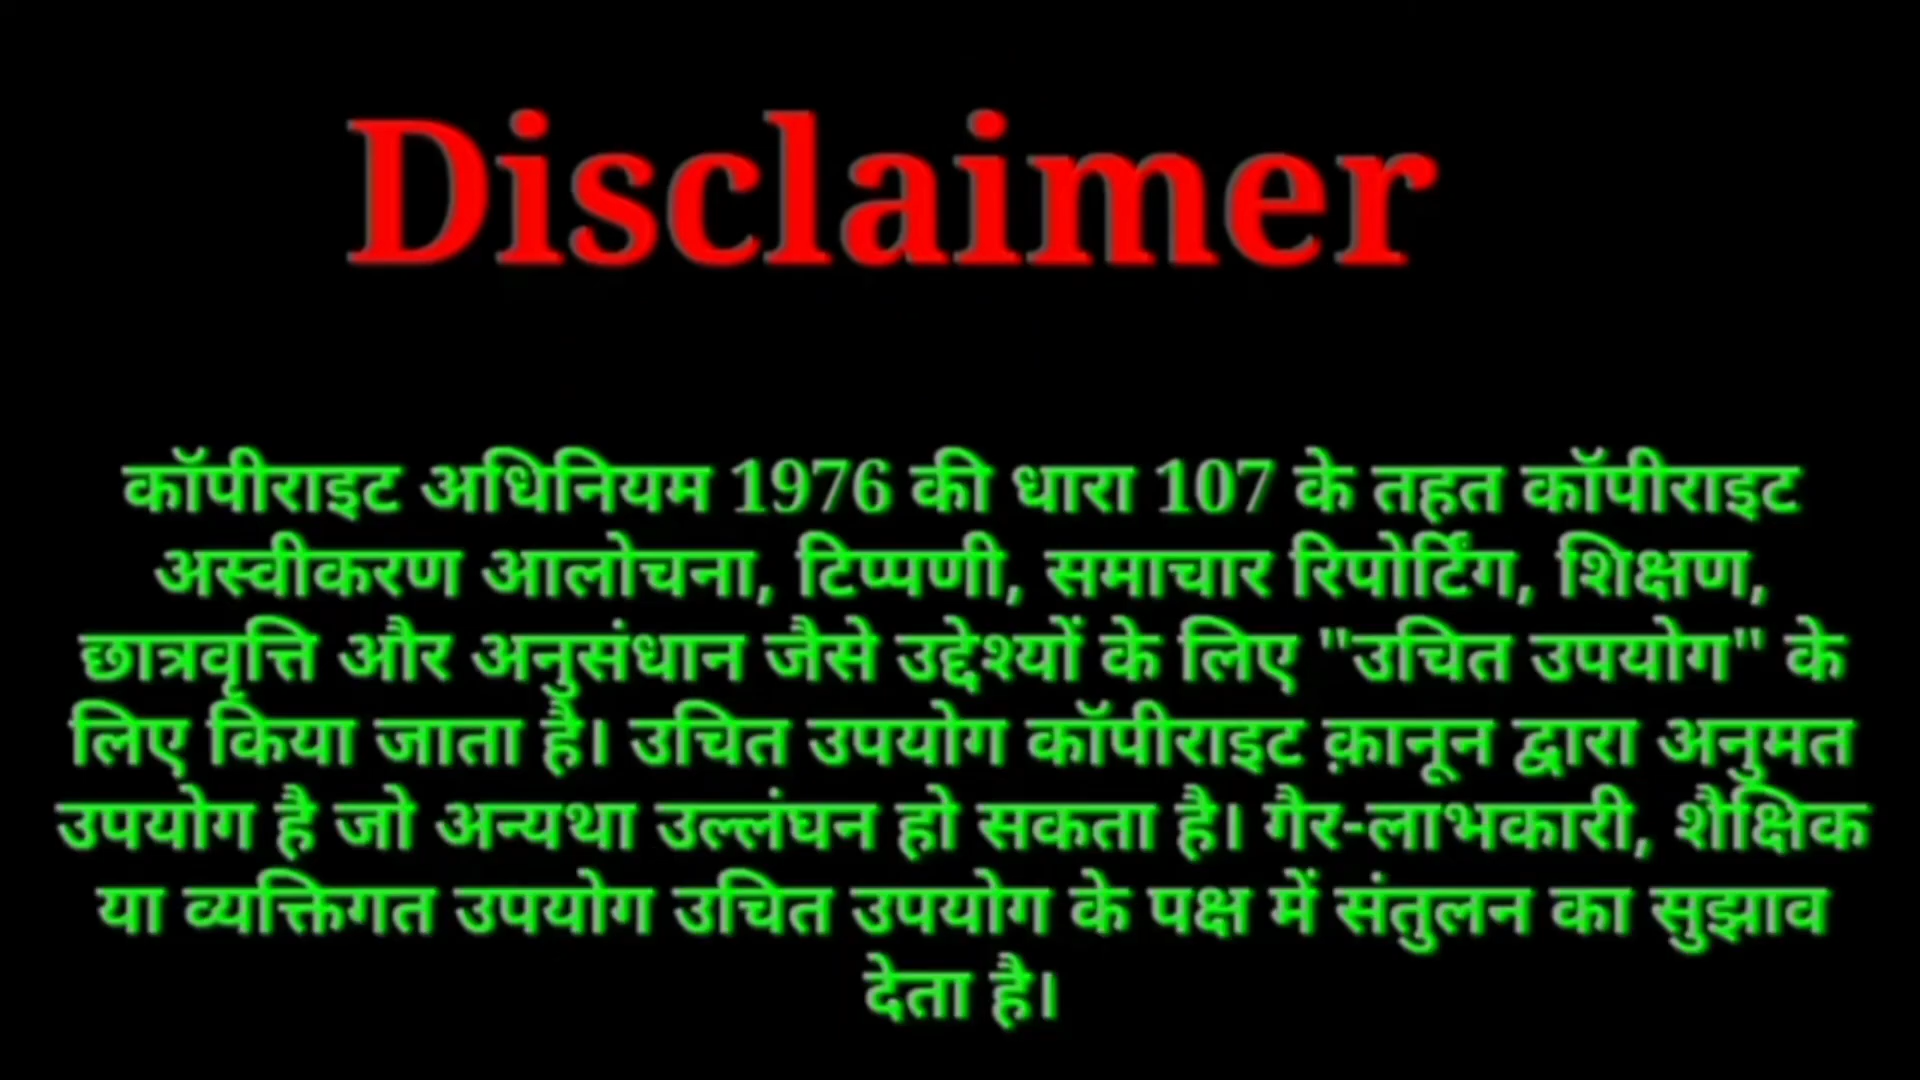 Disclaimer
कॉपीराइट अधिनियम 1976 की धारा 107 के तहत कॉपीराइट
अस्वीकरण आलोचना, टिप्पणी, समाचार रिपोर्टिंग, शिक्षण,
छात्रवृत्ति और अनुसंधान जैसे उद्देश्यों के लिए "उचित उपयोग" के
लिए किया जाता है। उचित उपयोग कॉपीराइट क़ानून द्वारा अनुमत
उपयोग है जो अन्यथा उल्लंघन हो सकता है। गैर-लाभकारी, शैक्षिक
या व्यक्तिगत उपयोग उचित उपयोग के पक्ष में संतुलन का सुझाव
देता है।